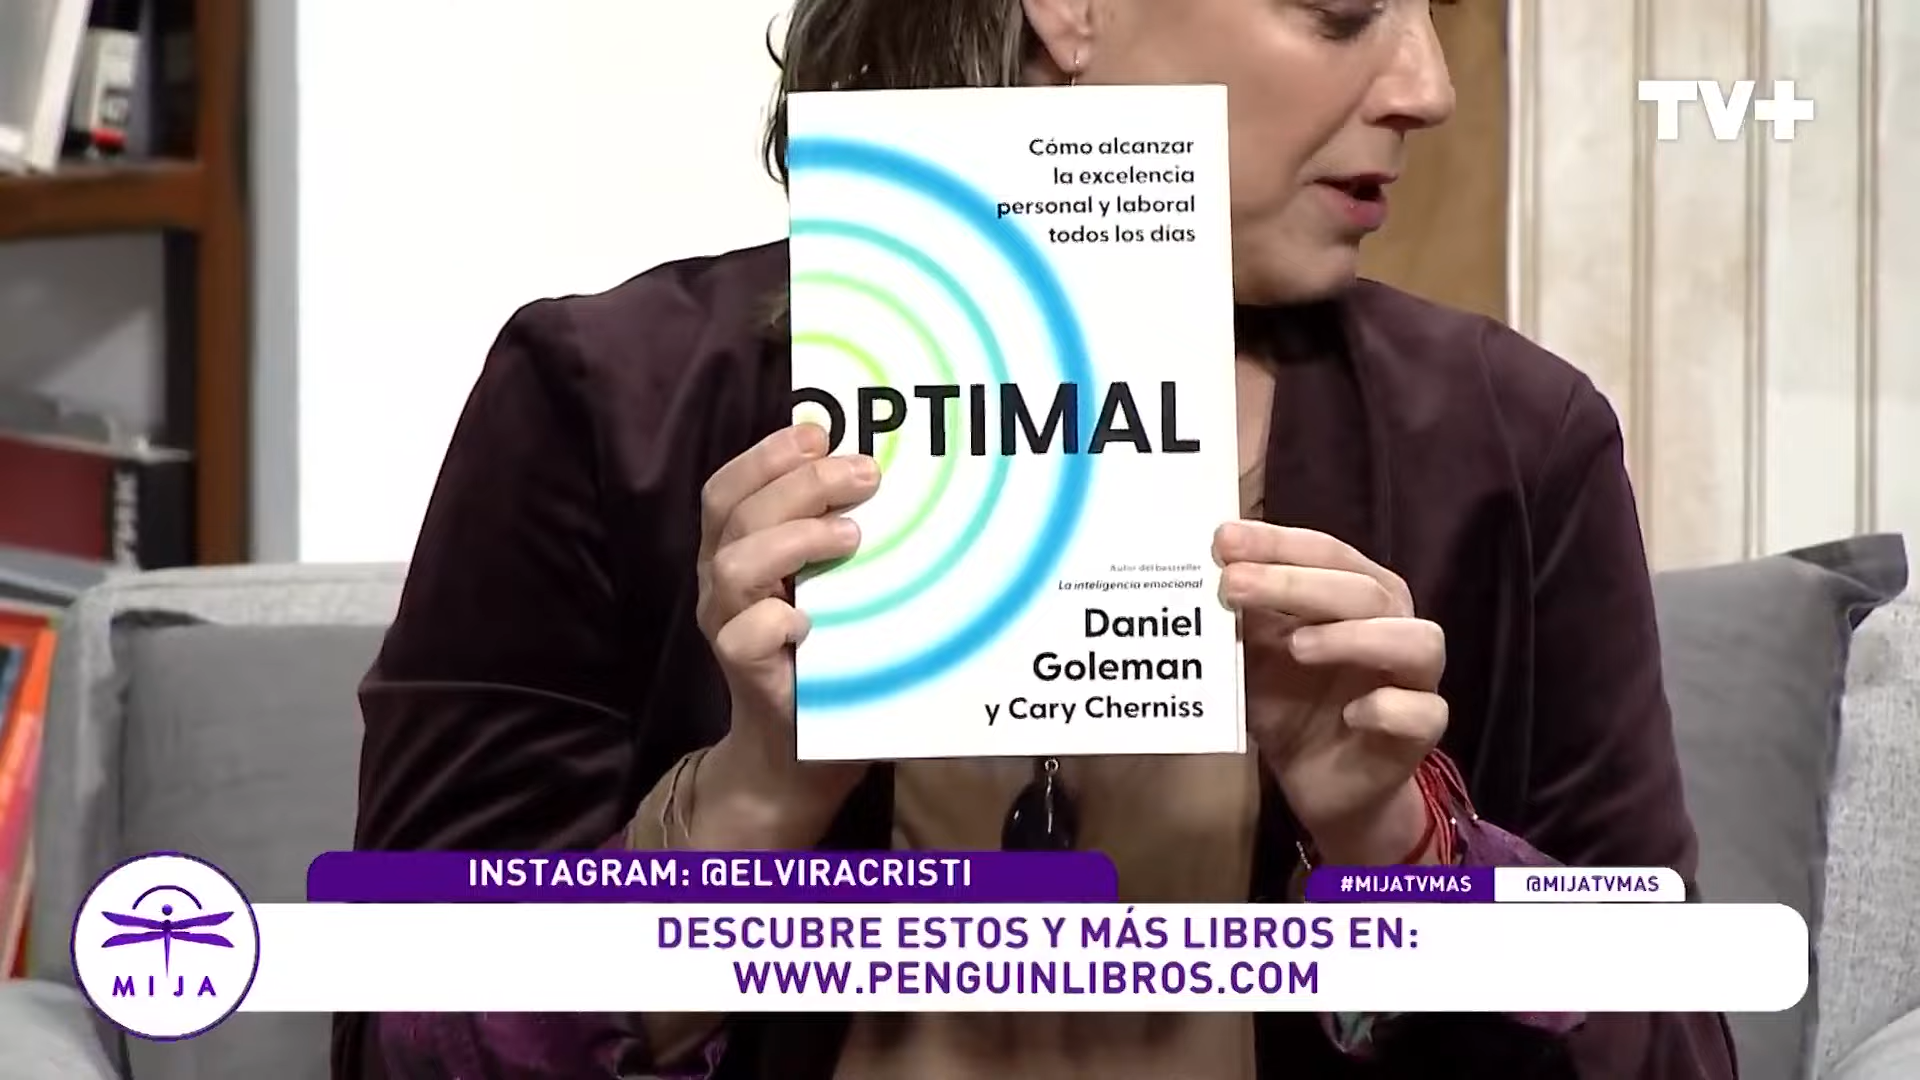 TV+
Cómo alcanzar
la excelencia
personal y laboral
todos los días
OPTIMAL
Autor del bestseller
La inteligencia emocional
Daniel
Goleman
y Cary Cherniss
INSTAGRAM: @ELVIRACRISTI
#MIJATVMAS
@MIJATVMAS
DESCUBRE ESTOS Y MÁS LIBROS EN:
WWW.PENGUINLIBROS.COM
MIJA